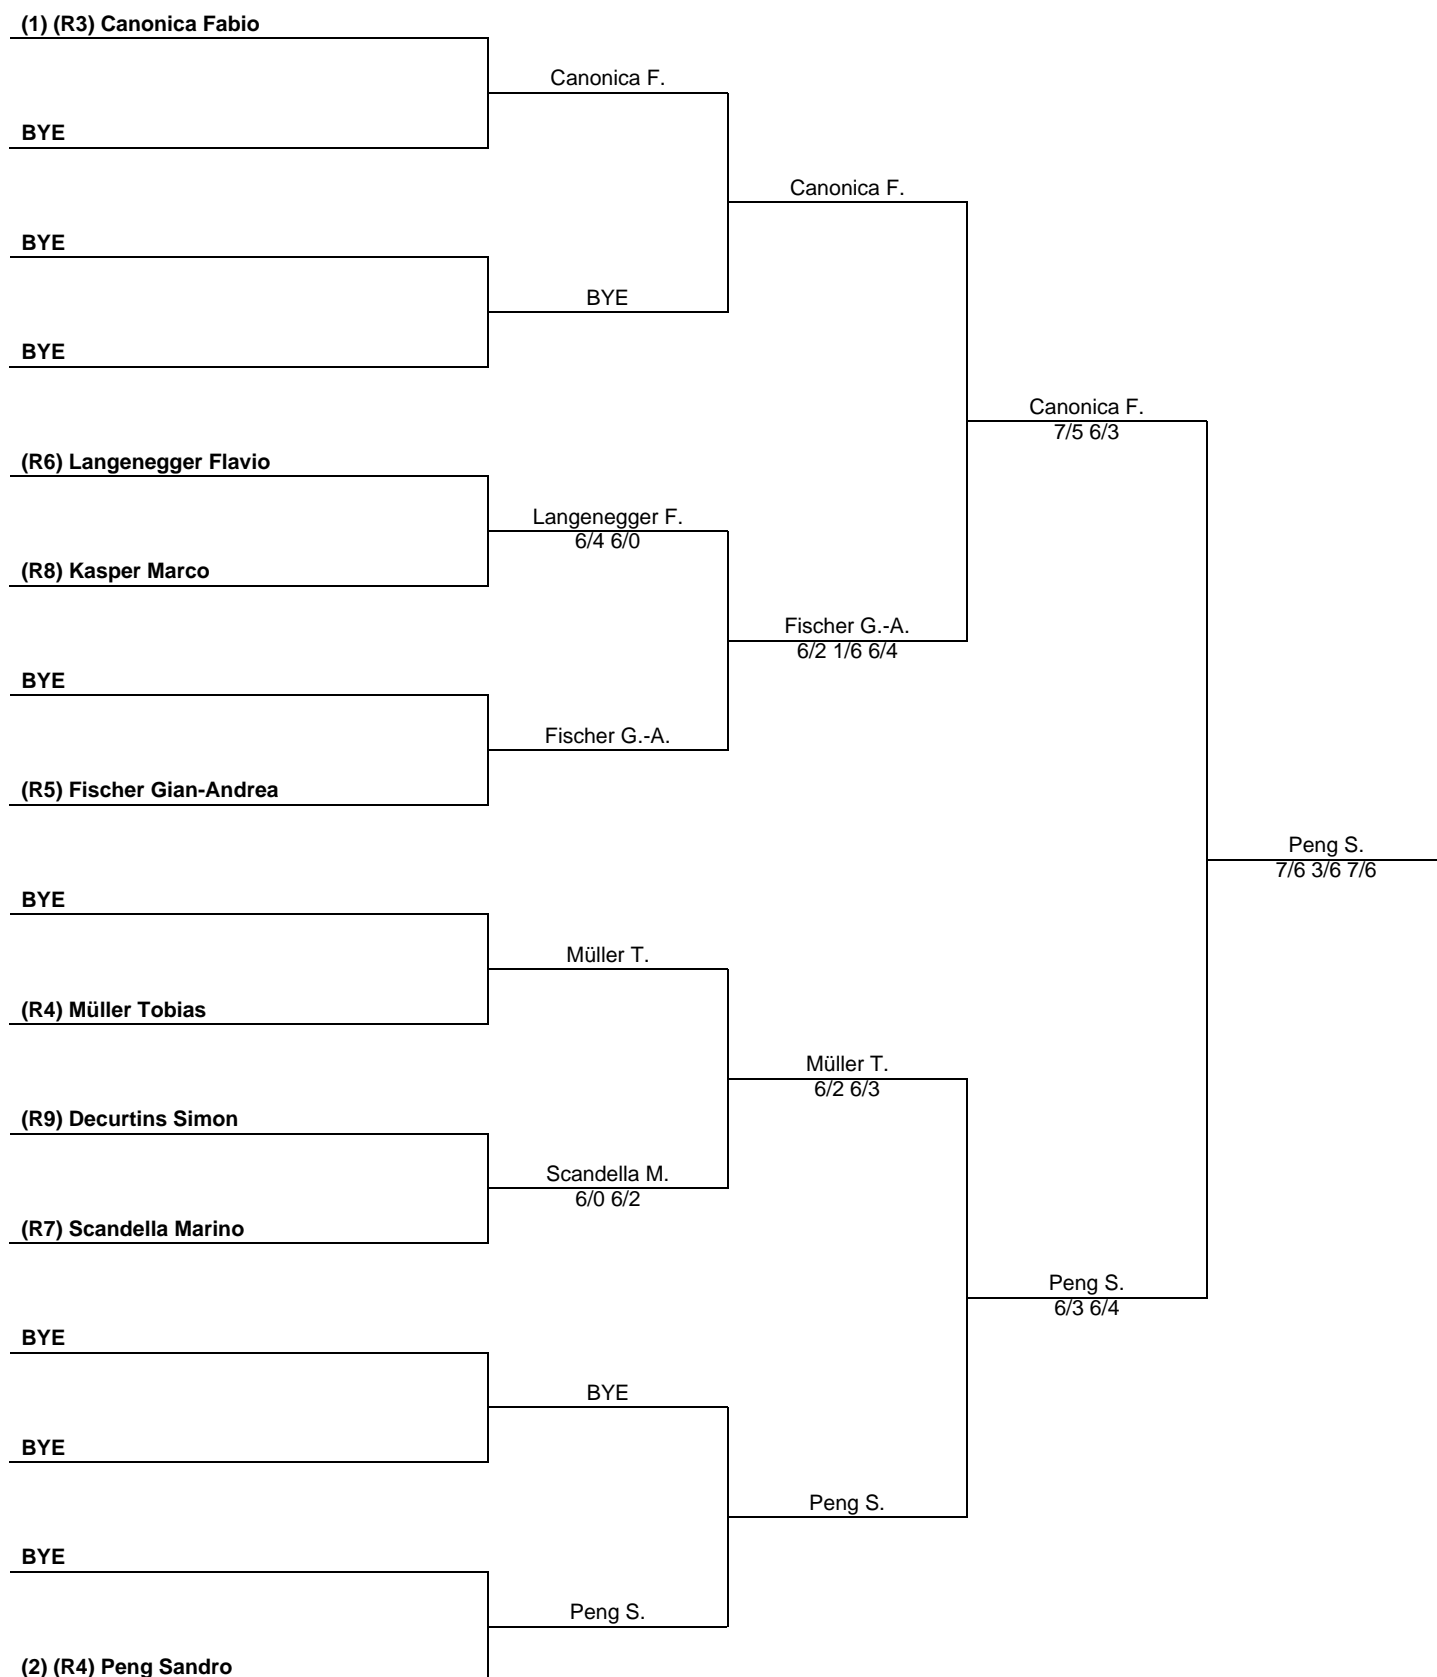 (1) (R3) Canonica Fabio
Canonica F.
BYE
Canonica F.
BYE
BYE
BYE
Canonica F.
7/5 6/3
(R6) Langenegger Flavio
Langenegger F.
6/4 6/0
(R8) Kasper Marco
Fischer G.-A.
6/2 1/6 6/4
BYE
Fischer G.-A.
(R5) Fischer Gian-Andrea
Peng S.
7/6 3/6 7/6
BYE
Müller T.
(R4) Müller Tobias
Müller T.
6/2 6/3
(R9) Decurtins Simon
Scandella M.
6/0 6/2
(R7) Scandella Marino
Peng S.
6/3 6/4
BYE
BYE
BYE
Peng S.
BYE
Peng S.
(2) (R4) Peng Sandro